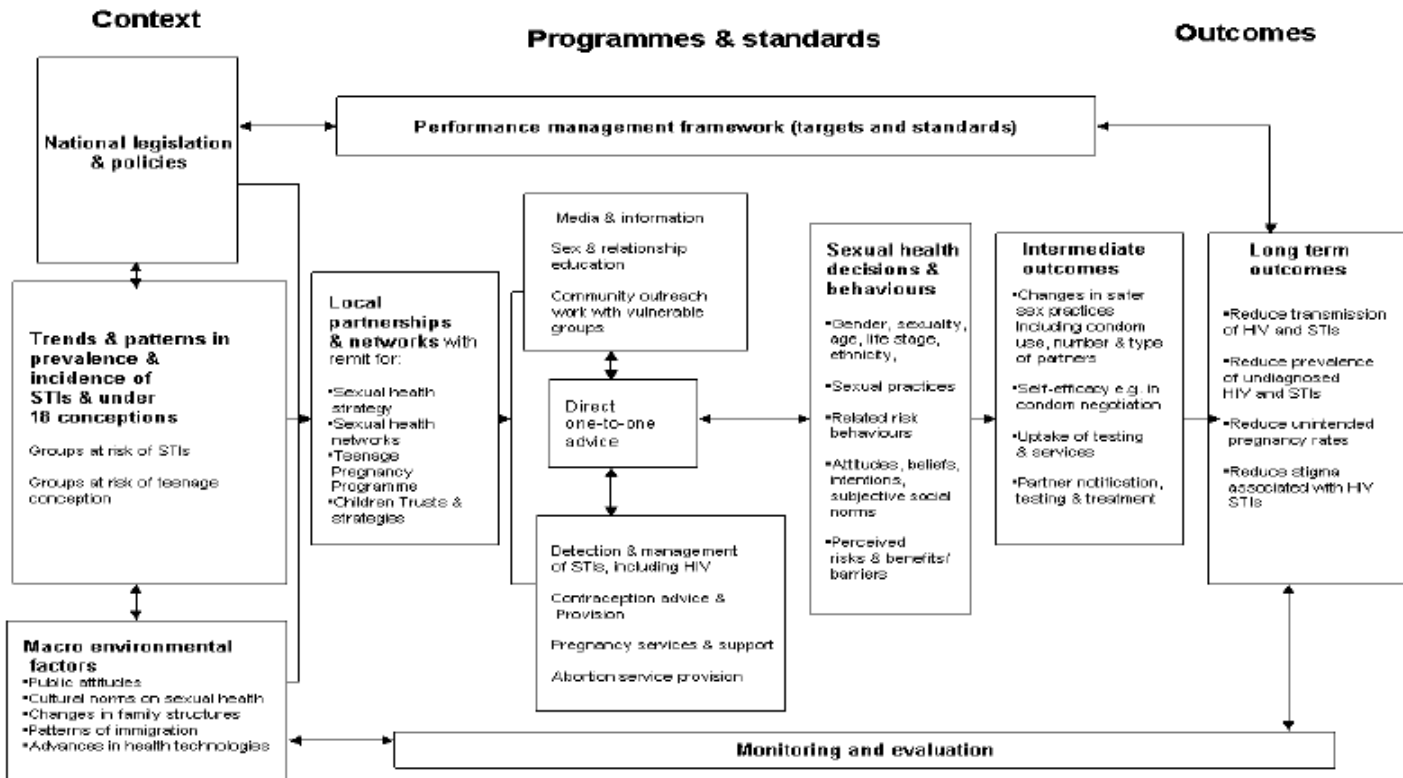 Context
Programmes & standards
Outcomes
National legislation
& policies
Performance management framework (targets and standards)
Trends & patterns in
prevalence &
incidence of
STIs & under
18 conceptions
Groups at risk of STIs
Groups at risk of teenage
conception
Macro environmental
factors
▪Public attitudes
▪Cultural norms on sexual health
▪Changes in family structures
▪Patterns of immigration
▪Advances in health technologies
Local
partnerships
& networks with
remit for:
▪Sexual health
strategy
▪Sexual health
networks
▪Teenage
Pregnancy
Programme
▪Children Trusts &
strategies
Media & information
Sex & relationship
education
Community outreach
work with vulnerable
groups
Direct
one-to-one
advice
Detection & management
of STIs, including HIV
Contraception advice &
Provision
Pregnancy services & support
Abortion service provision
Sexual health
decisions &
behaviours
▪Gender, sexuality,
age, life stage,
ethnicity,
▪Sexual practices
▪Related risk
behaviours
▪Attitudes, beliefs,
intentions,
subjective social
norms
▪Perceived
risks & benefits/
barriers
Intermediate
outcomes
▪Changes in safer
sex practices
Including condom
use, number & type
of partners
▪Self-efficacy e.g. in
condom negotiation
▪Uptake of testing
& services
▪Partner notification,
testing & treatment
Long term
outcomes
▪Reduce transmission
of HIV and STIs
▪Reduce prevalence
of undiagnosed
HIV and STIs
▪Reduce unintended
pregnancy rates
▪Reduce stigma
associated with HIV
STIs
Monitoring and evaluation